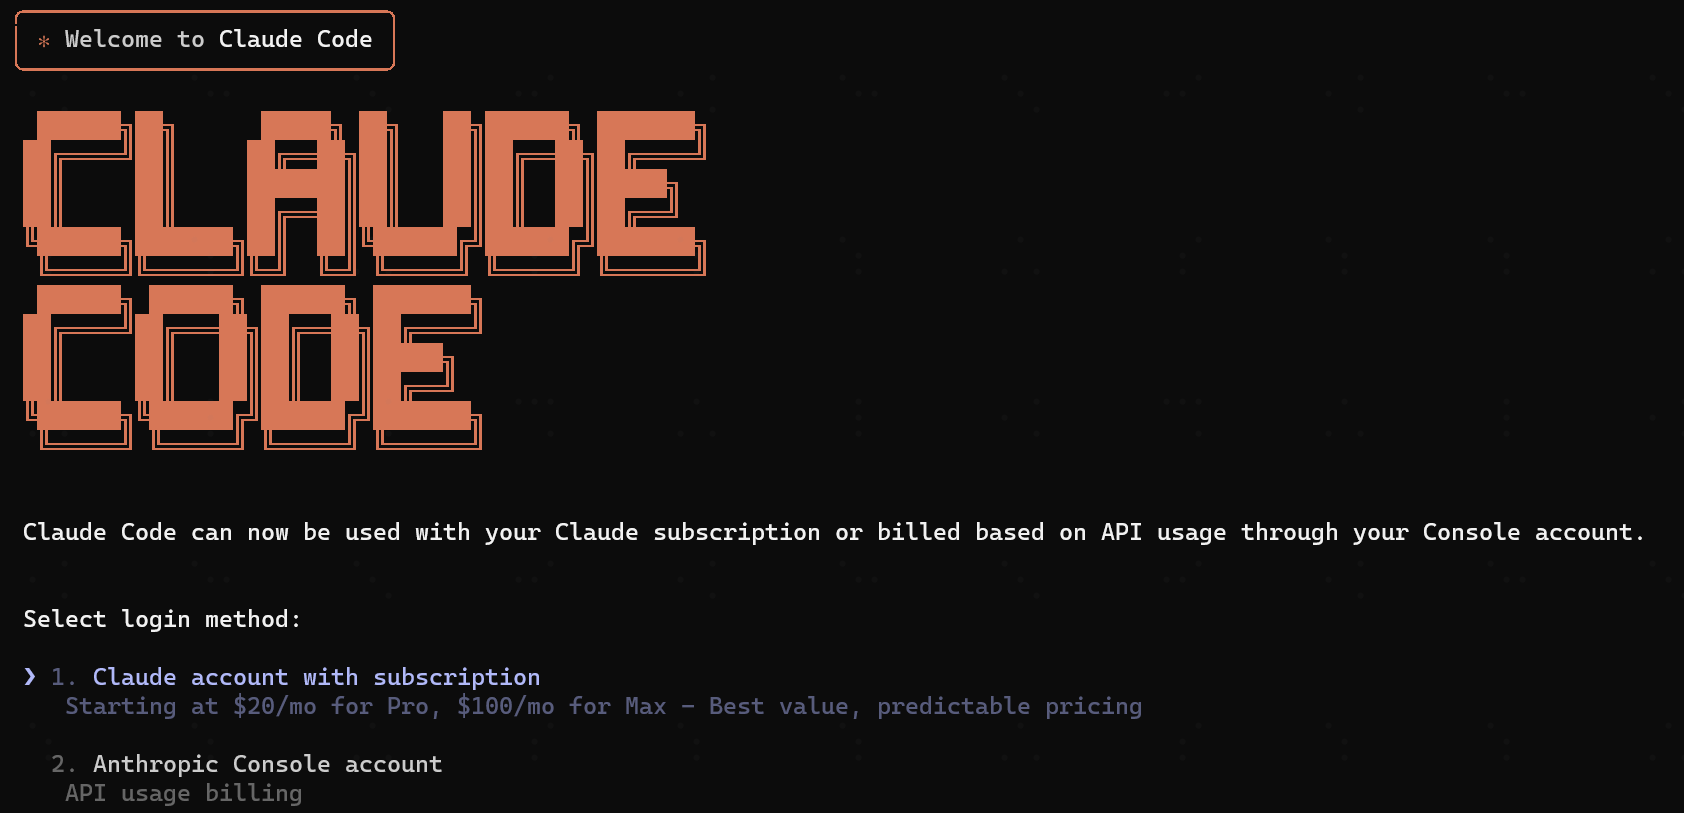 * Welcome to Claude Code
CLAUDE
CODE
Claude Code can now be used with your Claude subscription or billed based on API usage through your Console account.
Select login method:
❯ 1. Claude account with subscription
Starting at $20/mo for Pro, $100/mo for Max - Best value, predictable pricing
2. Anthropic Console account
API usage billing